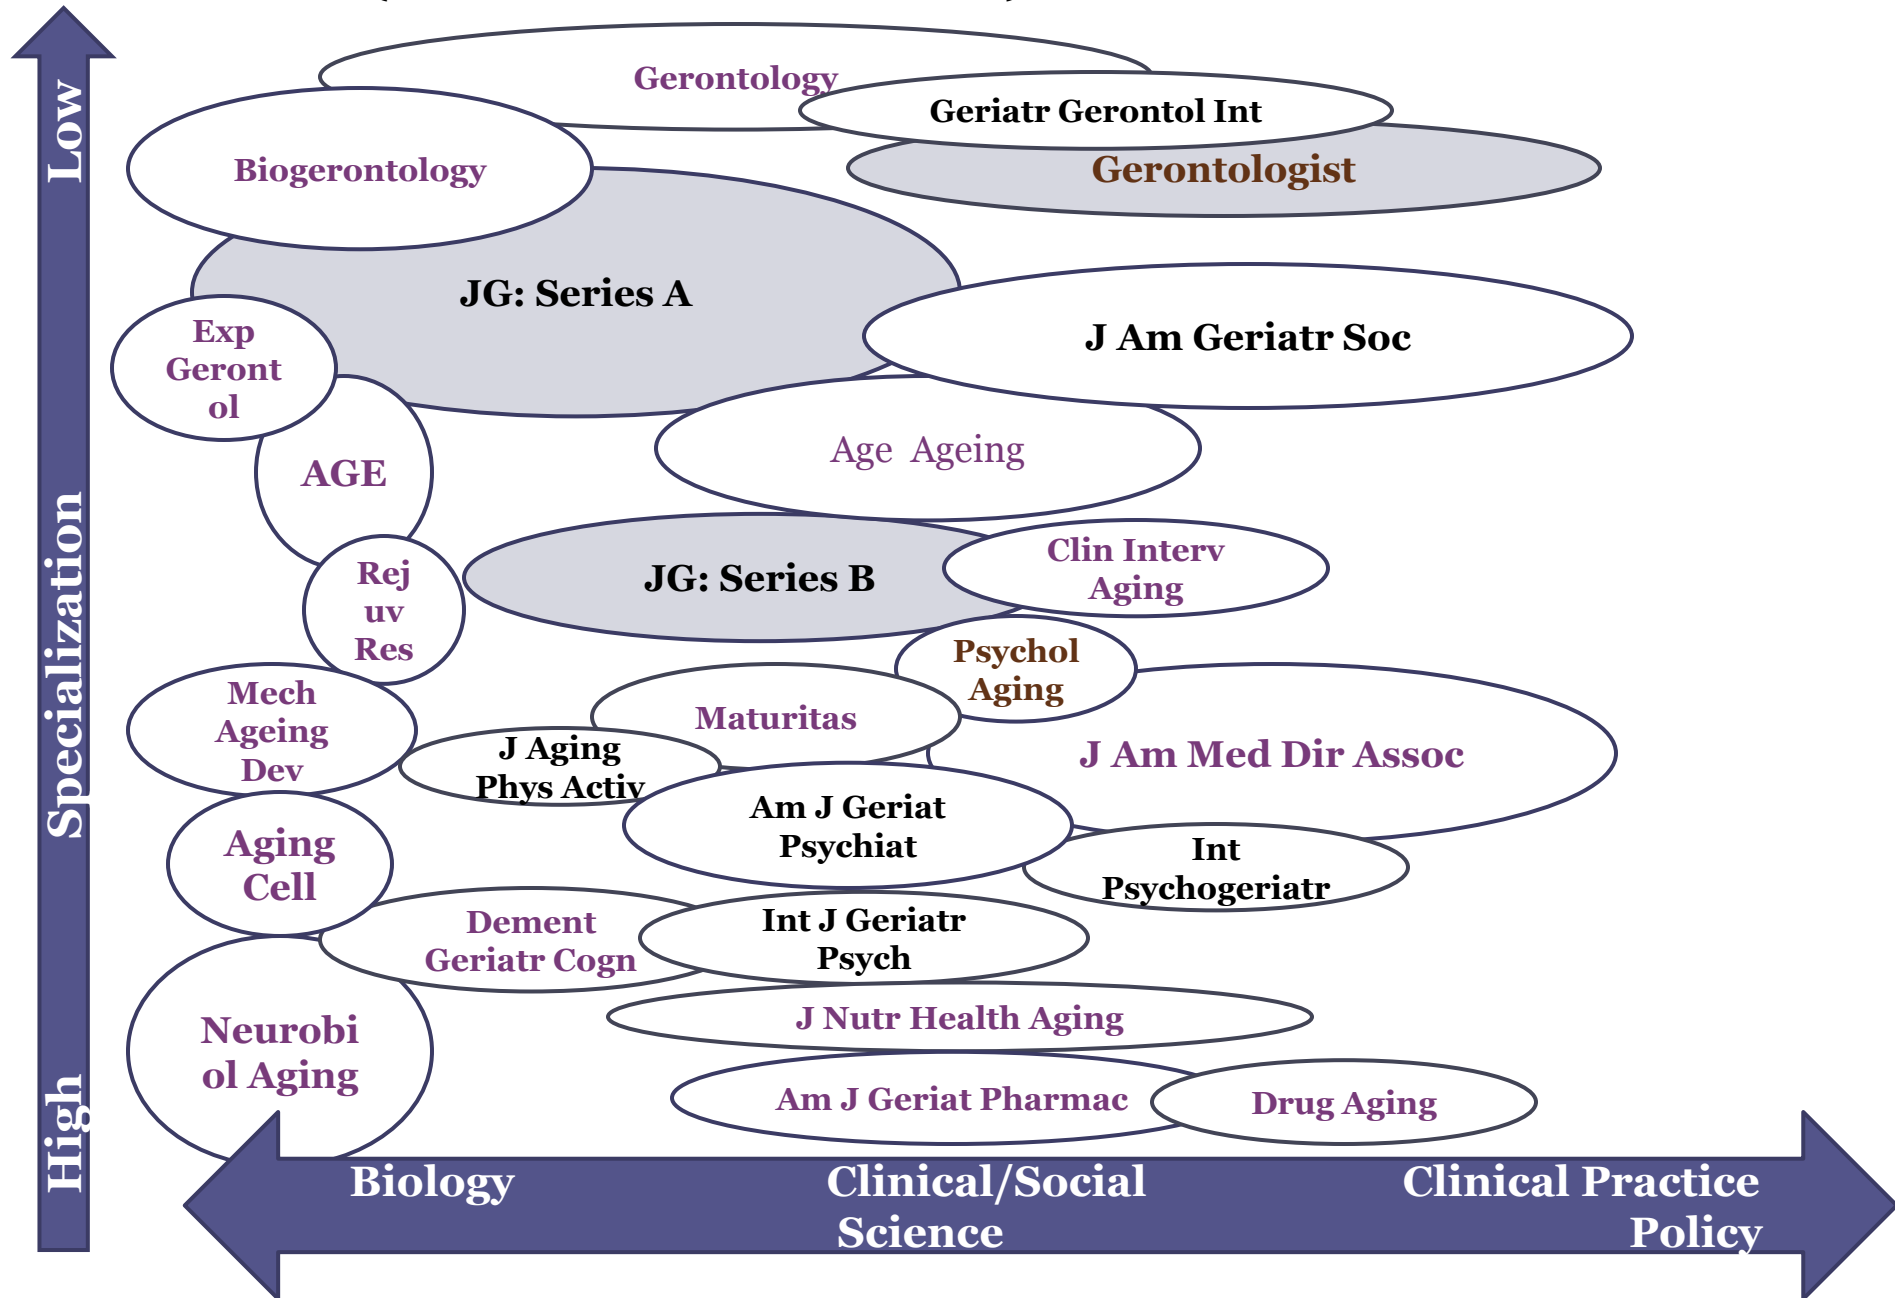 Low
Specialization
High
Gerontology
Geriatr Gerontol Int
Biogerontology
Gerontologist
JG: Series A
Exp
Geront
ol
J Am Geriatr Soc
AGE
Age Ageing
Rej
uv
Res
JG: Series B
Clin Interv
Aging
Psychol
Aging
Mech
Ageing
Dev
Maturitas
J Aging
Phys Activ
J Am Med Dir Assoc
Am J Geriat
Psychiat
Aging
Cell
Int
Psychogeriatr
Dement
Geriatr Cogn
Int J Geriatr
Psych
Neurobi
ol Aging
J Nutr Health Aging
Am J Geriat Pharmac
Drug Aging
Biology
Clinical/Social
Science
Clinical Practice
Policy